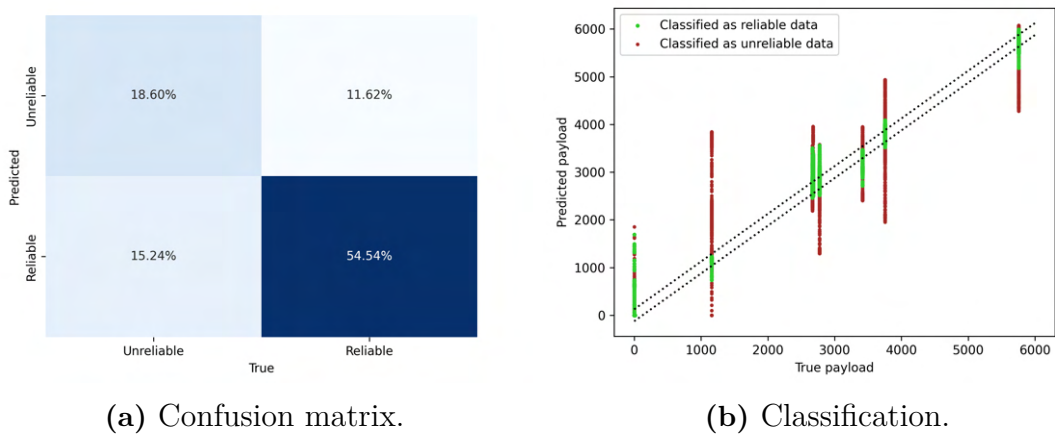 Predicted
Unreliable
Reliable
18.60%
11.62%
15.24%
54.54%
Unreliable
Reliable
True
(a) Confusion matrix.
Classified as reliable data
Classified as unreliable data
Predicted payload
6000
5000
4000
3000
2000
1000
0
0
1000
2000
3000
4000
5000
6000
True payload
(b) Classification.